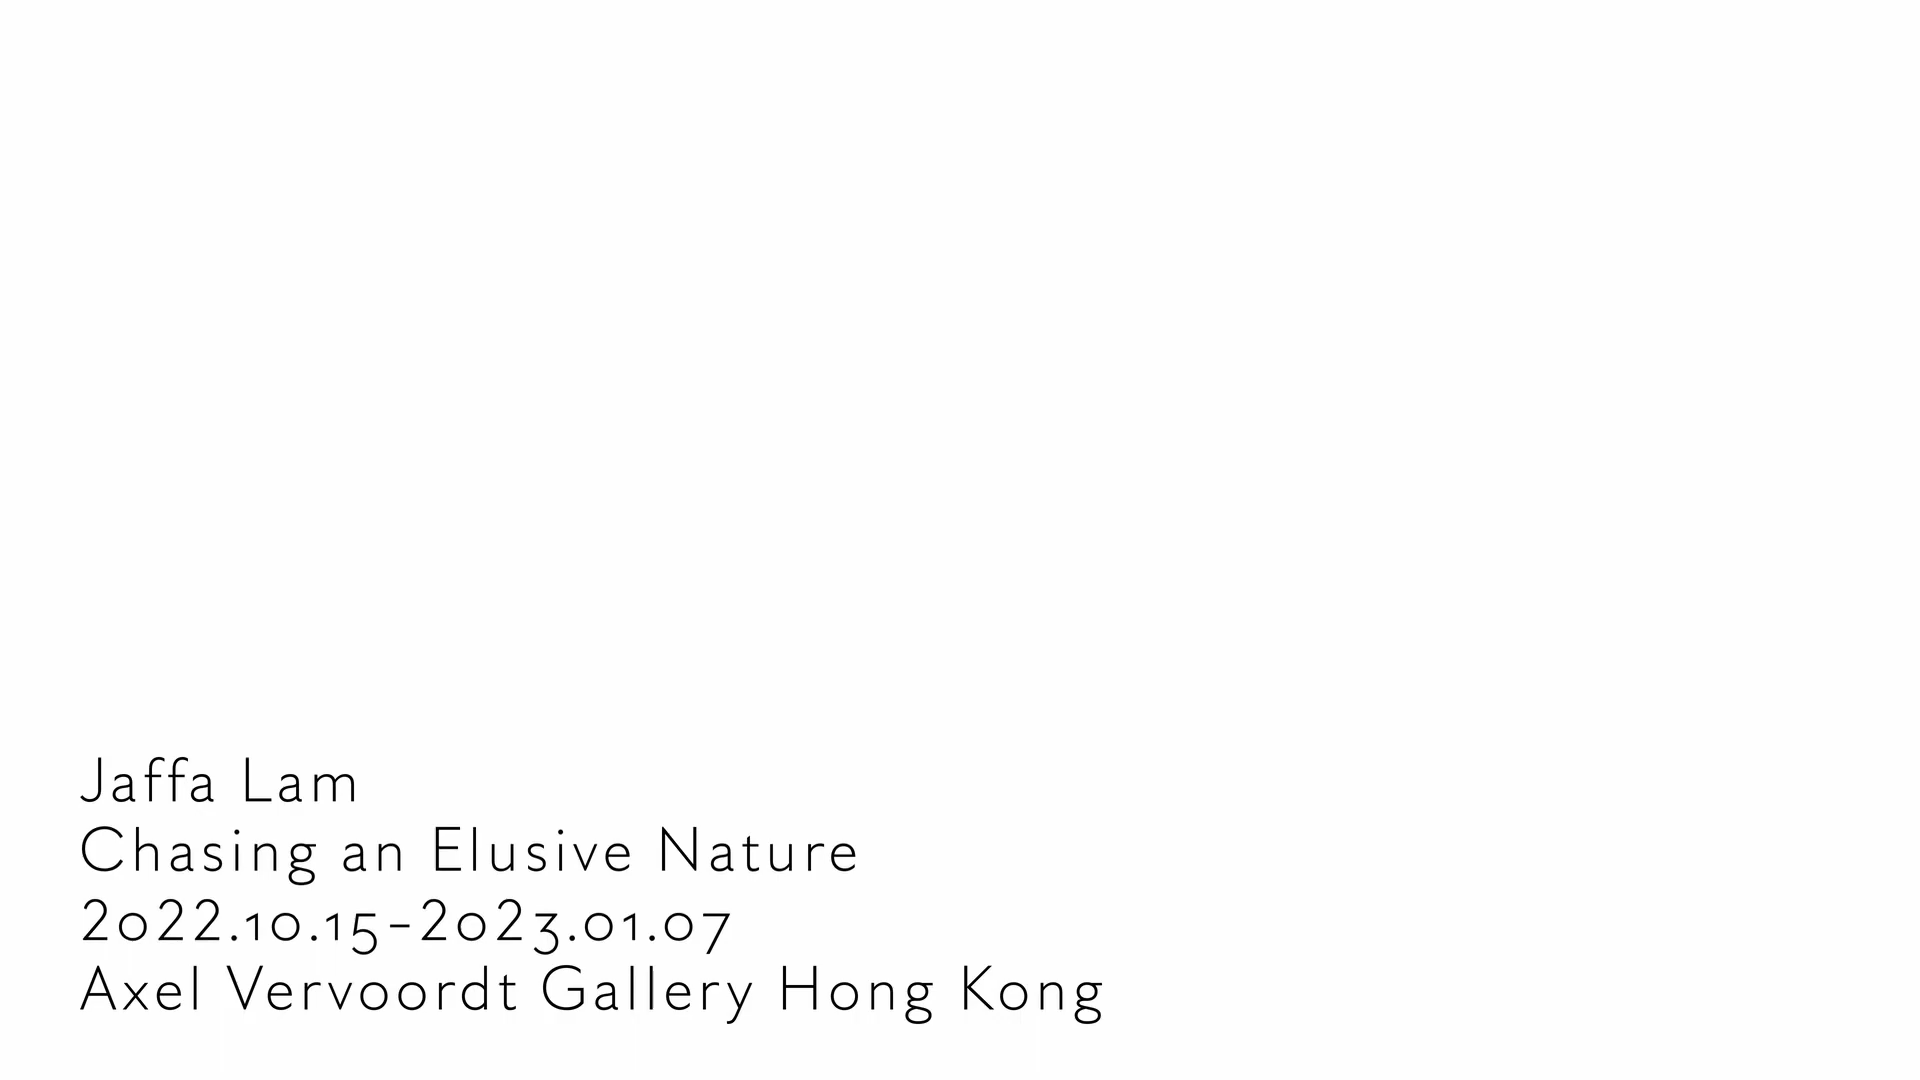 Jaffa Lam
Chasing an Elusive Nature
2022.10.15–2023.01.07
Axel Vervoordt Gallery Hong Kong